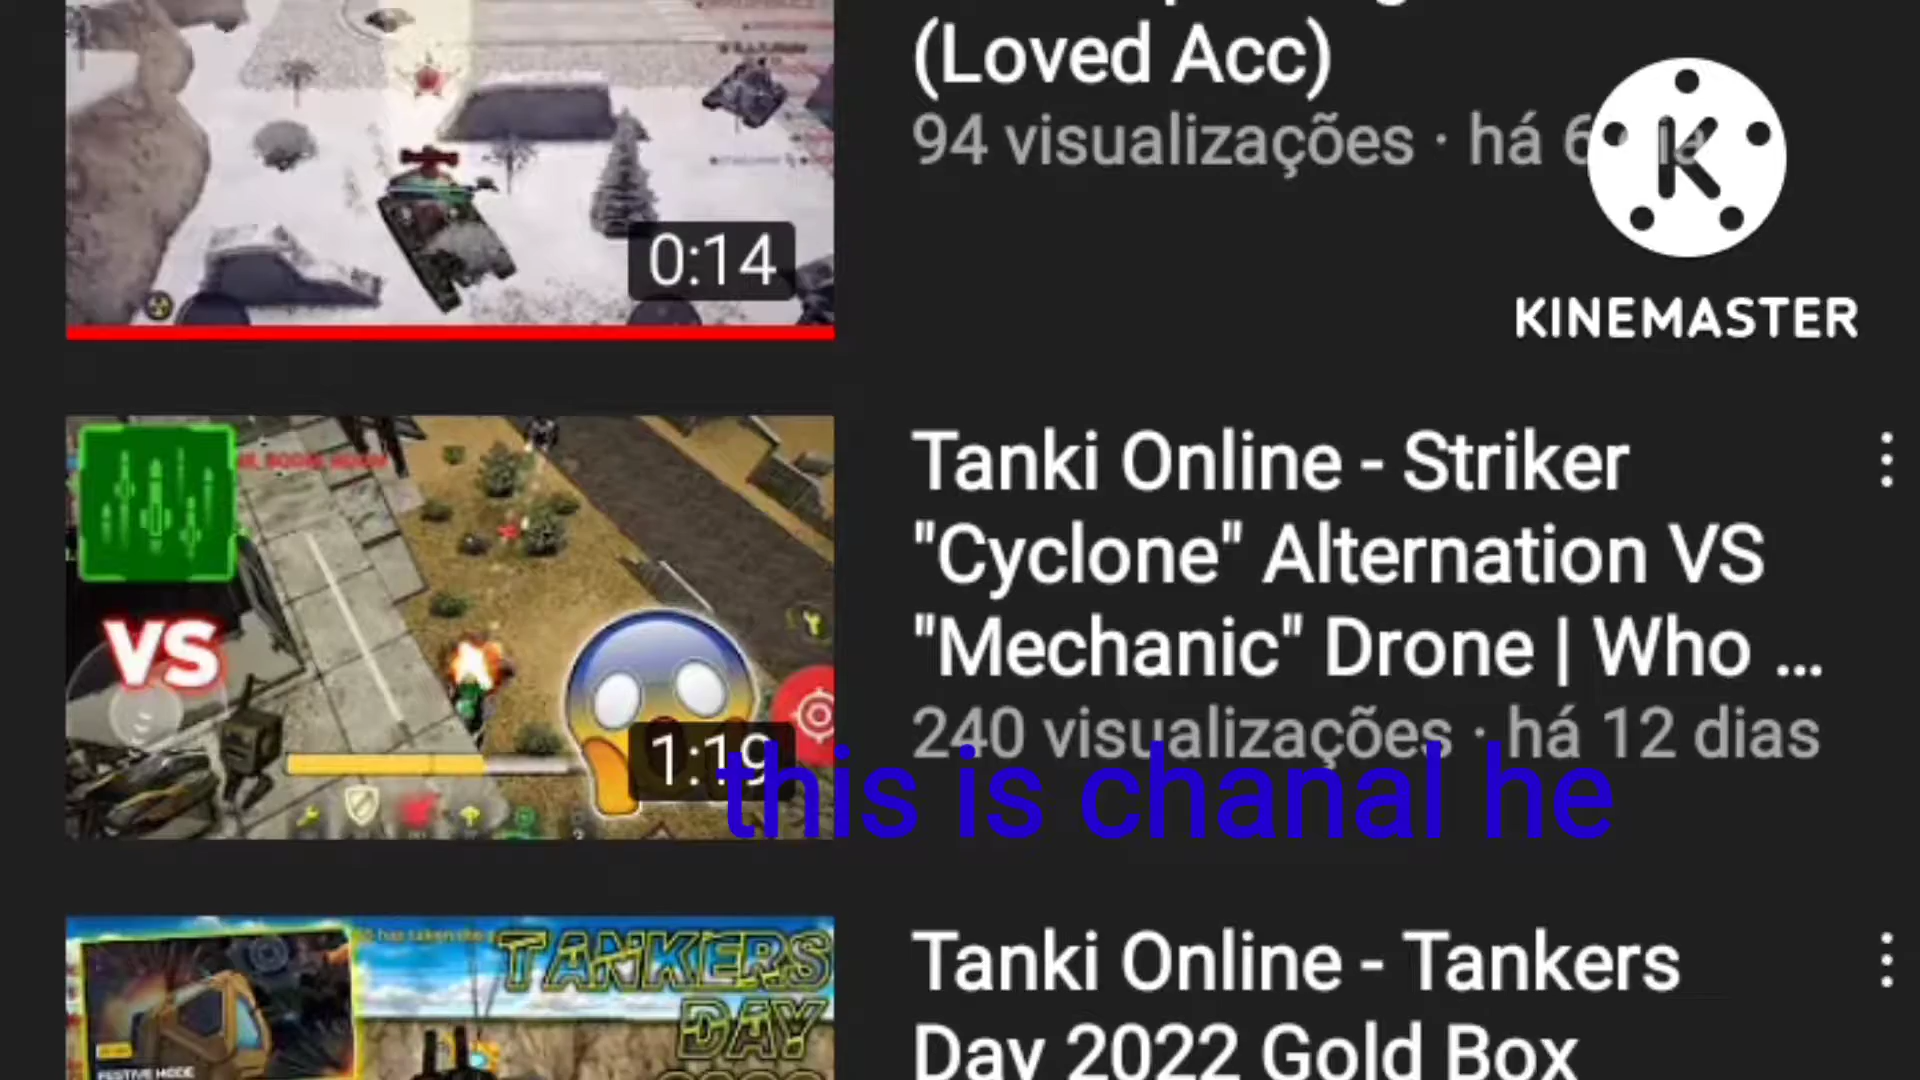 (Loved Acc)
94 visualizações · há 6
K
KINEMASTER
0:14
Tanki Online - Striker
"Cyclone" Alternation VS
"Mechanic" Drone | Who ...
240 visualizações · há 12 dias
VS
1:19
this is chanal he
Tanki Online - Tankers
Day 2022 Gold Box
TANKERS
DAY
FESTIVE MODE